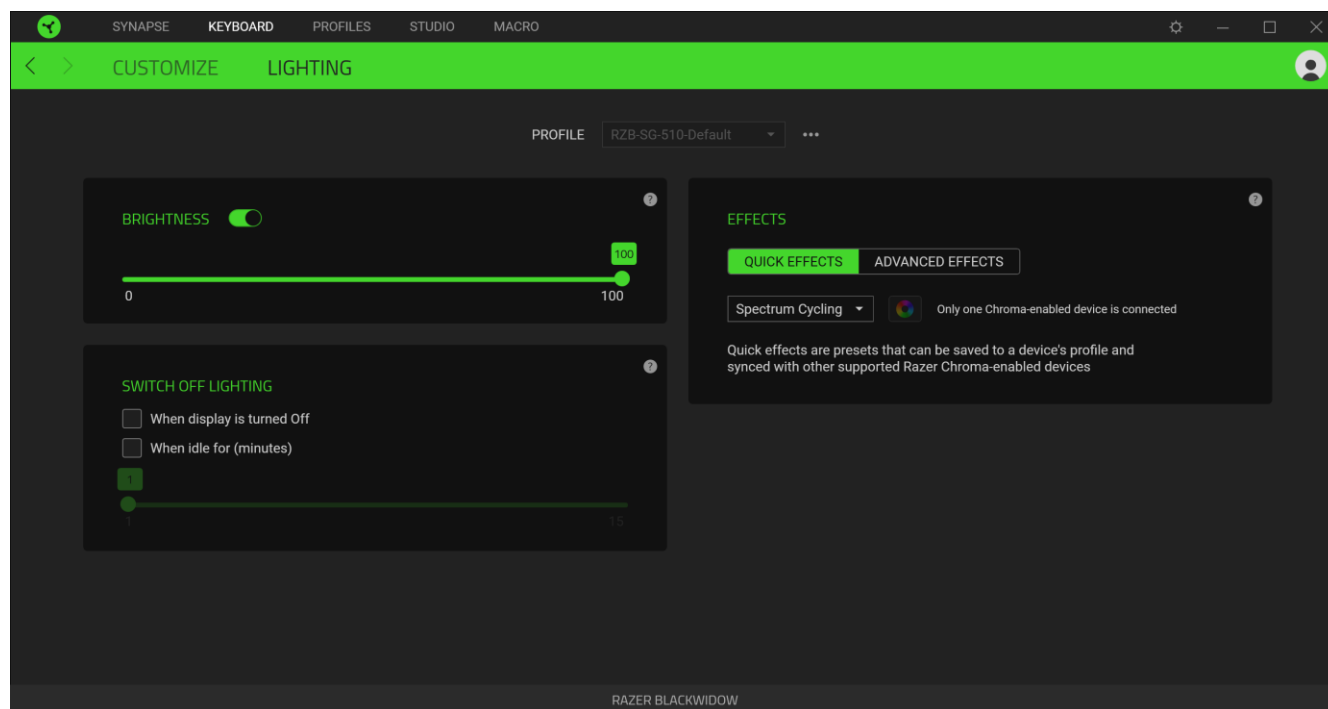 SYNAPSE KEYBOARD PROFILES STUDIO MACRO
CUSTOMIZE LIGHTING
PROFILE RZB-SG-510-Default
BRIGHTNESS
100
0 100
SWITCH OFF LIGHTING
When display is turned Off
When idle for (minutes)
1
1 15
EFFECTS
QUICK EFFECTS ADVANCED EFFECTS
Spectrum Cycling Only one Chroma-enabled device is connected
Quick effects are presets that can be saved to a device's profile and
synced with other supported Razer Chroma-enabled devices
RAZER BLACKWIDOW